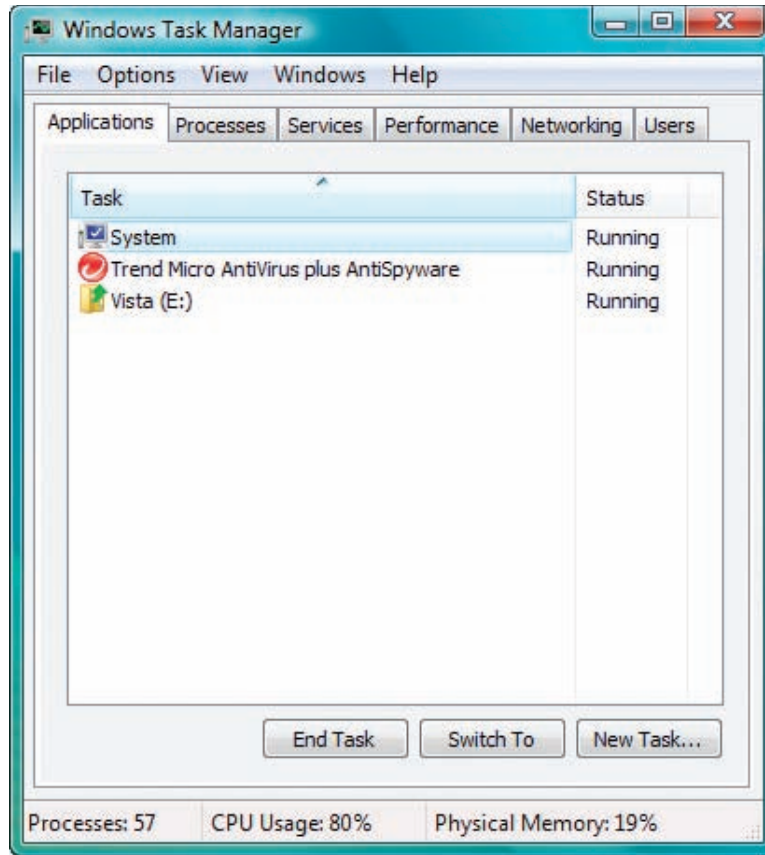 Windows Task Manager
File Options View Windows Help
Applications Processes Services Performance Networking Users
Task Status
System Running
Trend Micro AntiVirus plus AntiSpyware Running
Vista (E:) Running
End Task Switch To New Task...
Processes: 57 CPU Usage: 80% Physical Memory: 19%